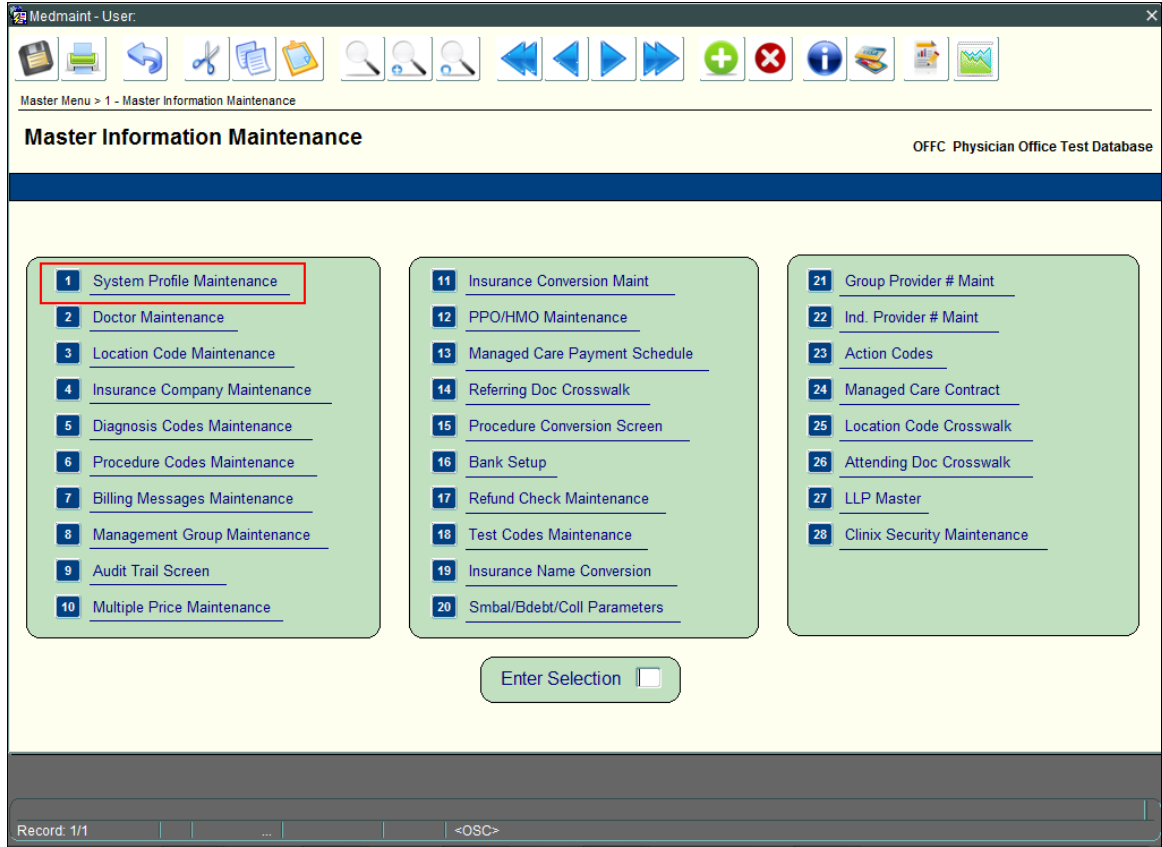 Medmaint - User:
Master Menu > 1 - Master Information Maintenance
Master Information Maintenance
OFFC Physician Office Test Database
1 System Profile Maintenance
2 Doctor Maintenance
3 Location Code Maintenance
4 Insurance Company Maintenance
5 Diagnosis Codes Maintenance
6 Procedure Codes Maintenance
7 Billing Messages Maintenance
8 Management Group Maintenance
9 Audit Trail Screen
10 Multiple Price Maintenance
11 Insurance Conversion Maint
12 PPO/HMO Maintenance
13 Managed Care Payment Schedule
14 Referring Doc Crosswalk
15 Procedure Conversion Screen
16 Bank Setup
17 Refund Check Maintenance
18 Test Codes Maintenance
19 Insurance Name Conversion
20 Smbal/Bdebt/Coll Parameters
21 Group Provider # Maint
22 Ind. Provider # Maint
23 Action Codes
24 Managed Care Contract
25 Location Code Crosswalk
26 Attending Doc Crosswalk
27 LLP Master
28 Clinix Security Maintenance
Enter Selection
Record: 1/1 ... <OSC>